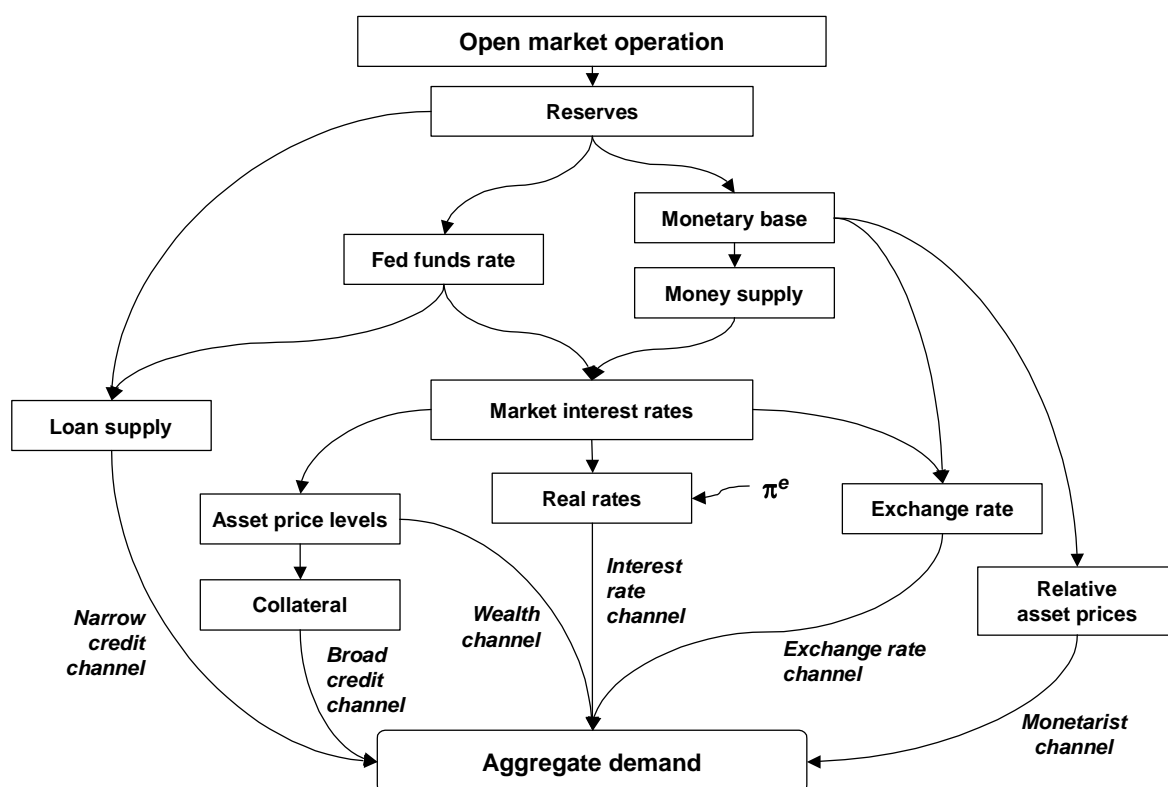 Open market operation
Reserves
Monetary base
Fed funds rate
Money supply
Market interest rates
Loan supply
Real rates
πe
Asset price levels
Exchange rate
Interest
rate
channel
Collateral
Wealth
channel
Relative
asset prices
Narrow
credit
channel
Broad
credit
channel
Exchange rate
channel
Monetarist
channel
Aggregate demand